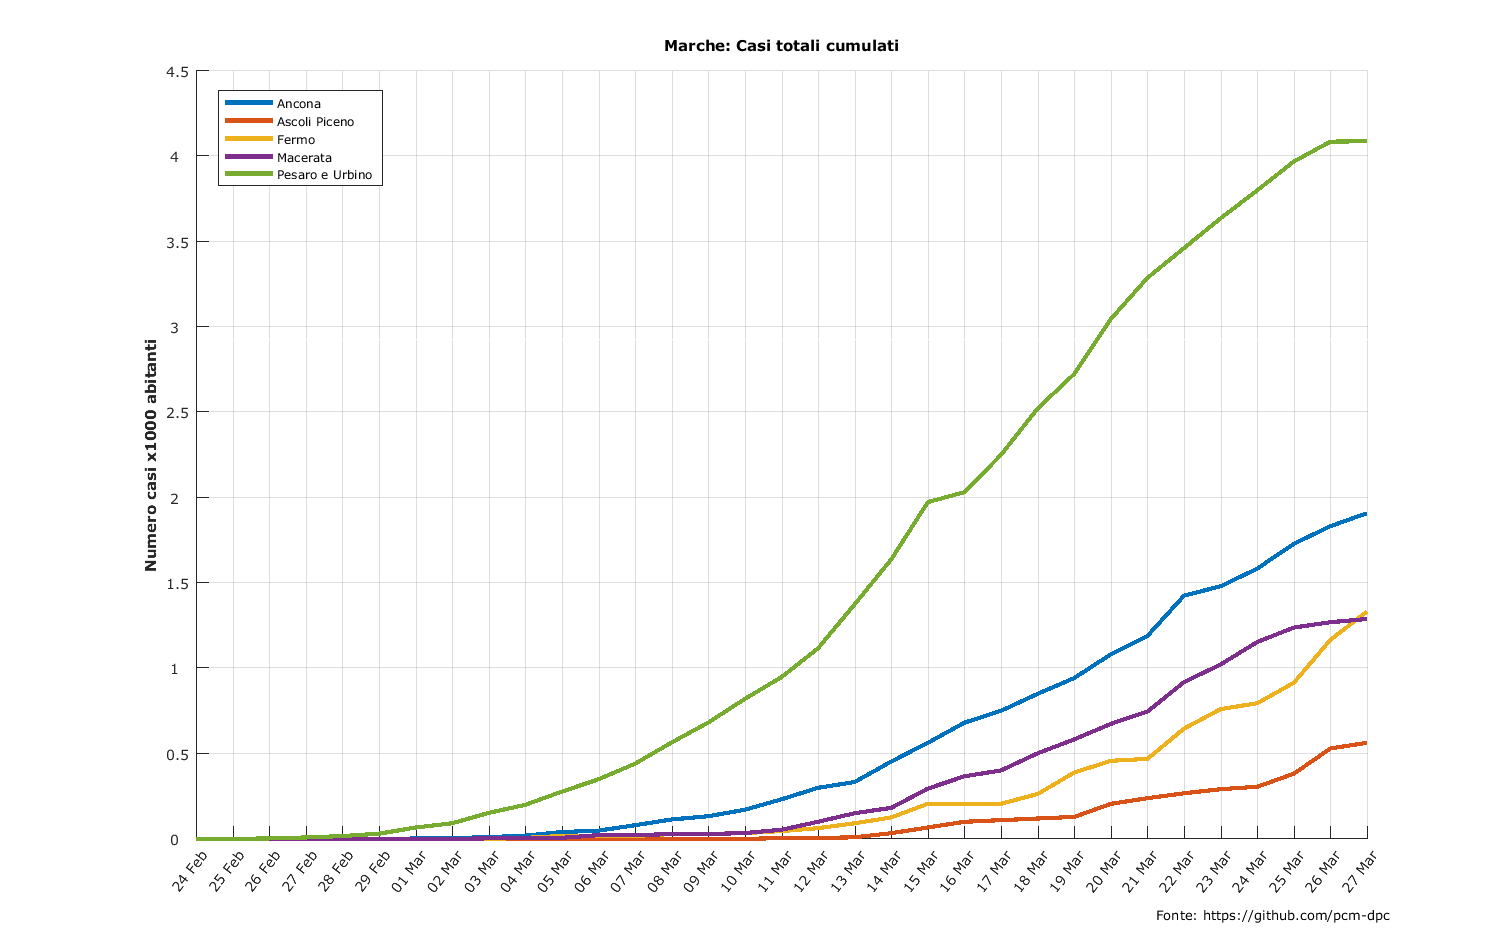 Marche: Casi totali cumulati
4.5
4
3.5
3
2.5
2
1.5
1
0.5
0
Numero casi x1000 abitanti
Ancona
Ascoli Piceno
Fermo
Macerata
Pesaro e Urbino
24 Feb
25 Feb
26 Feb
27 Feb
28 Feb
29 Feb
01 Mar
02 Mar
03 Mar
04 Mar
05 Mar
06 Mar
07 Mar
08 Mar
09 Mar
10 Mar
11 Mar
12 Mar
13 Mar
14 Mar
15 Mar
16 Mar
17 Mar
18 Mar
19 Mar
20 Mar
21 Mar
22 Mar
23 Mar
24 Mar
25 Mar
26 Mar
27 Mar
Fonte: https://github.com/pcm-dpc